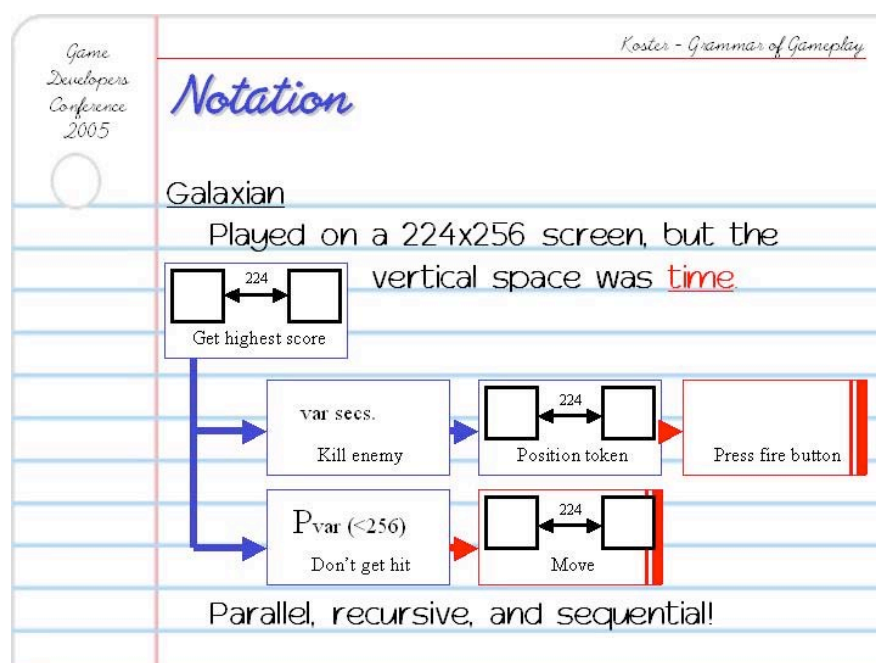 Game
Developers
Conference
2005
Koster - Grammar of Gameplay
Notation
Galaxian
Played on a 224x256 screen, but the
vertical space was time.
224
Get highest score
var secs.
Kill enemy
224
Position token
Press fire button
Pvar (<256)
Don't get hit
224
Move
Parallel, recursive, and sequential!